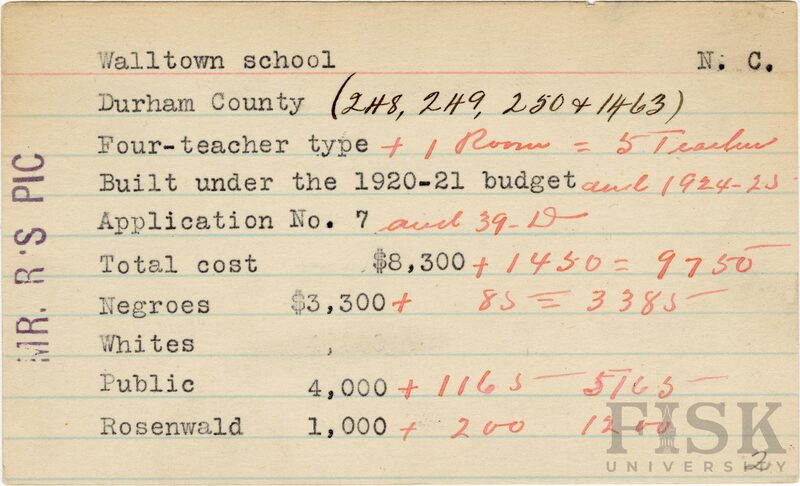 Walltown school N. C.
Durham County (248, 249, 250 + 1463)
Four-teacher type + 1 Room = 5 Teacher
Built under the 1920-21 budget and 1924-25
Application No. 7 and 39-D
Total cost $8,300 + 1450 = 9750
Negroes $3,300 + 85 = 3385
Whites ,
Public 4,000 + 1165 5165
Rosenwald 1,000 + 200 1200
MR. R'S PIC
FISK
UNIVERSITY
2